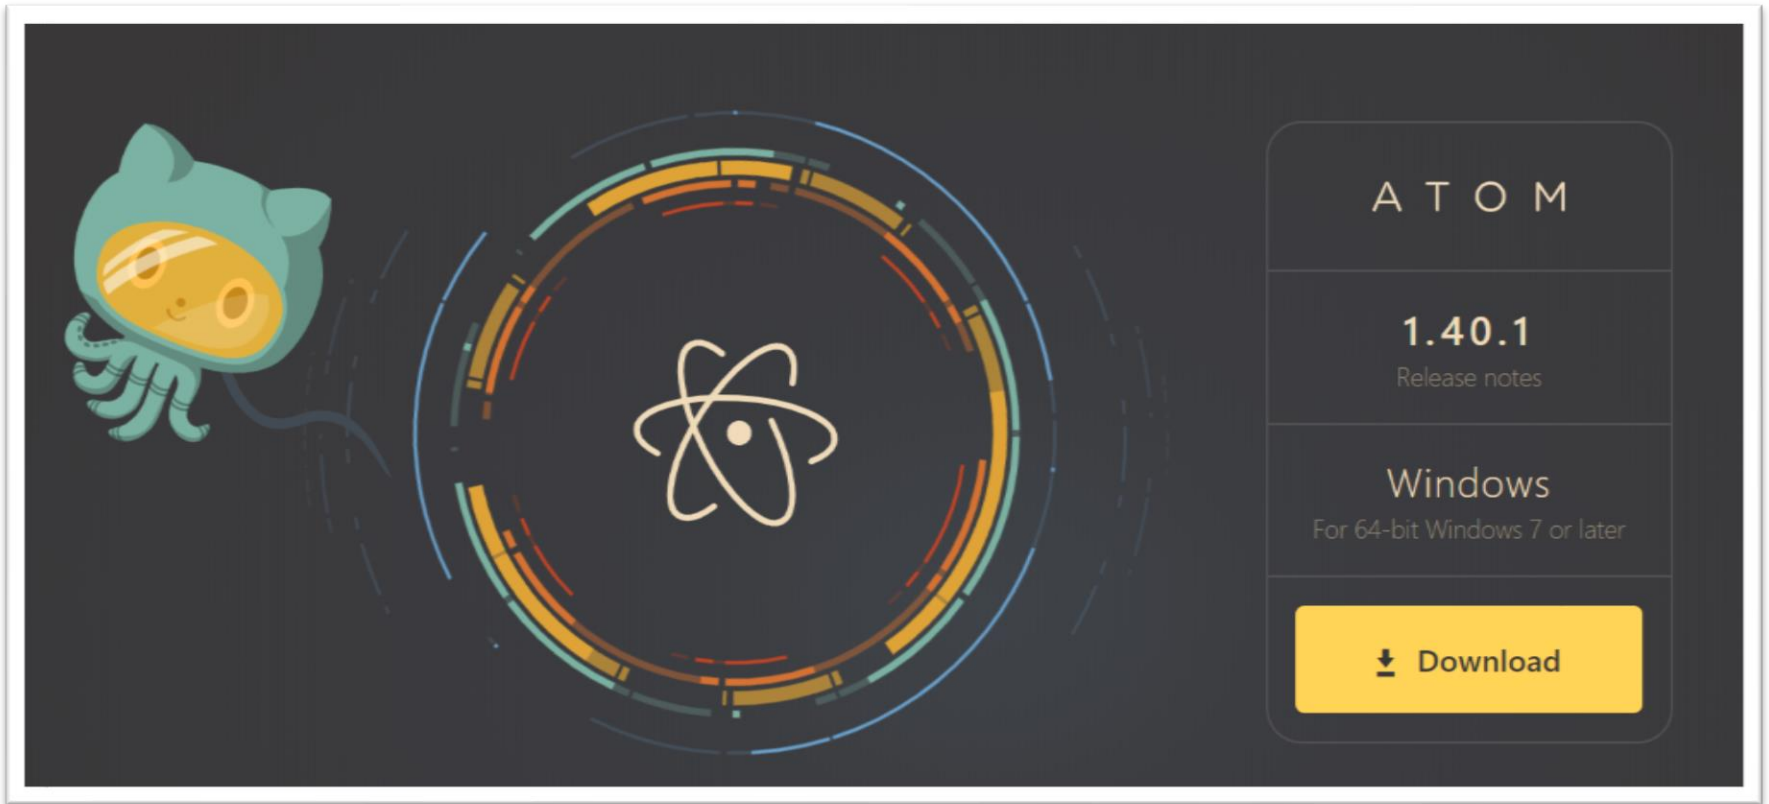 ATOM
1.40.1
Release notes
Windows
For 64-bit Windows 7 or later
Download